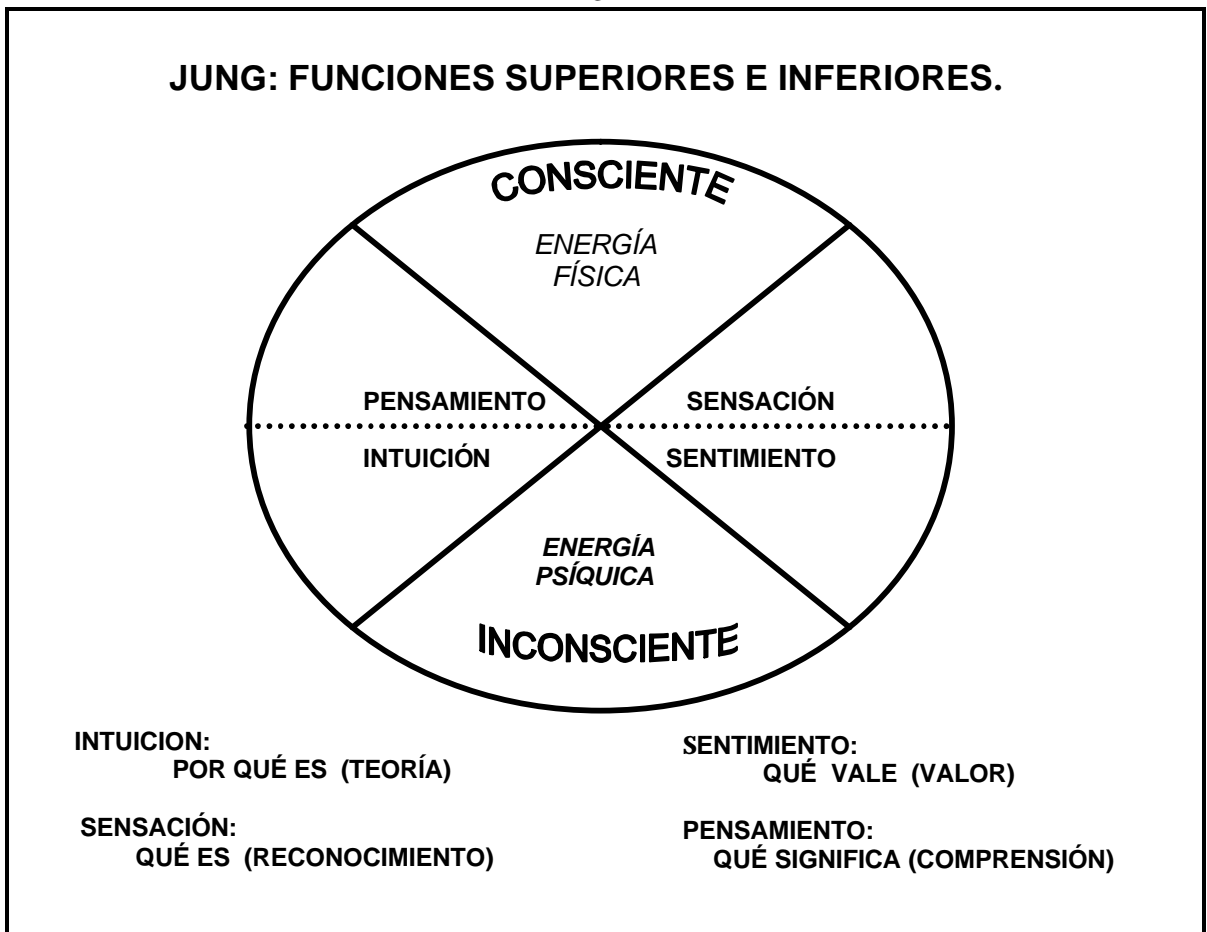 JUNG: FUNCIONES SUPERIORES E INFERIORES.
CONSCIENTE
ENERGÍA
FÍSICA
PENSAMIENTO
SENSACIÓN
INTUICIÓN
SENTIMIENTO
ENERGÍA
PSÍQUICA
INCONSCIENTE
INTUICION:
POR QUÉ ES (TEORÍA)
SENTIMIENTO:
QUÉ VALE (VALOR)
SENSACIÓN:
QUÉ ES (RECONOCIMIENTO)
PENSAMIENTO:
QUÉ SIGNIFICA (COMPRENSIÓN)